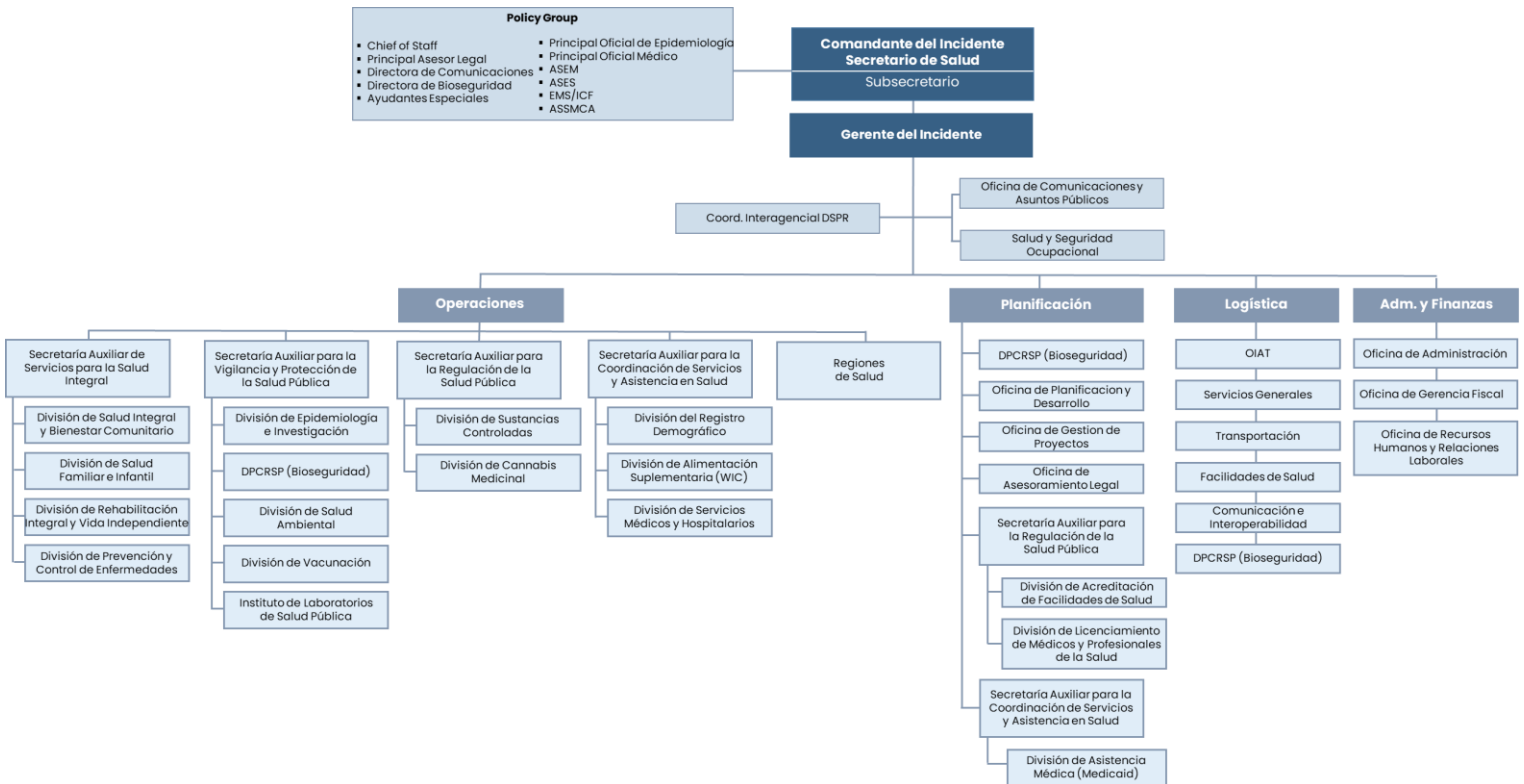 Policy Group
▪ Chief of Staff
▪ Principal Asesor Legal
▪ Directora de Comunicaciones
▪ Directora de Bioseguridad
▪ Ayudantes Especiales
▪ Principal Oficial de Epidemiología
▪ Principal Oficial Médico
▪ ASEM
▪ ASES
▪ EMS/ICF
▪ ASSMCA
Comandante del Incidente
Secretario de Salud
Subsecretario
Gerente del Incidente
Coord. Interagencial DSPR
Oficina de Comunicaciones y
Asuntos Públicos
Salud y Seguridad
Ocupacional
Operaciones
Secretaría Auxiliar de
Servicios para la Salud
Integral
División de Salud Integral
y Bienestar Comunitario
División de Salud
Familiar e Infantil
División de Rehabilitación
Integral y Vida Independiente
División de Prevención y
Control de Enfermedades
Secretaría Auxiliar para la
Vigilancia y Protección de
la Salud Pública
División de Epidemiología
e Investigación
DPCRSP (Bioseguridad)
División de Salud
Ambiental
División de Vacunación
Instituto de Laboratorios
de Salud Pública
Secretaría Auxiliar para
la Regulación de la
Salud Pública
División de Sustancias
Controladas
División de Cannabis
Medicinal
Secretaría Auxiliar para la
Coordinación de Servicios
y Asistencia en Salud
División del Registro
Demográfico
División de Alimentación
Suplementaria (WIC)
División de Servicios
Médicos y Hospitalarios
Regiones
de Salud
Planificación
DPCRSP (Bioseguridad)
Oficina de Planificacion y
Desarrollo
Oficina de Gestion de
Proyectos
Oficina de
Asesoramiento Legal
Secretaría Auxiliar para
la Regulación de la
Salud Pública
División de Acreditación
de Facilidades de Salud
División de Licenciamiento
de Médicos y Profesionales
de la Salud
Secretaría Auxiliar para la
Coordinación de Servicios
y Asistencia en Salud
División de Asistencia
Médica (Medicaid)
Logística
OIAT
Servicios Generales
Transportación
Facilidades de Salud
Comunicación e
Interoperabilidad
DPCRSP (Bioseguridad)
Adm. y Finanzas
Oficina de Administración
Oficina de Gerencia Fiscal
Oficina de Recursos
Humanos y Relaciones
Laborales